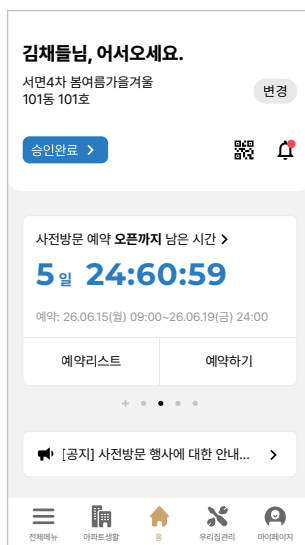 김채들님, 어서오세요.
서면4차 봄여름가을겨울
101동 101호
변경
승인완료 >
사전방문 예약 오픈까지 남은 시간 >
5일 24:60:59
예약: 26.06.15(월) 09:00~26.06.19(금) 24:00
예약리스트
예약하기
[공지] 사전방문 행사에 대한 안내... >
전체메뉴
아파트생활
홈
우리집관리
마이페이지